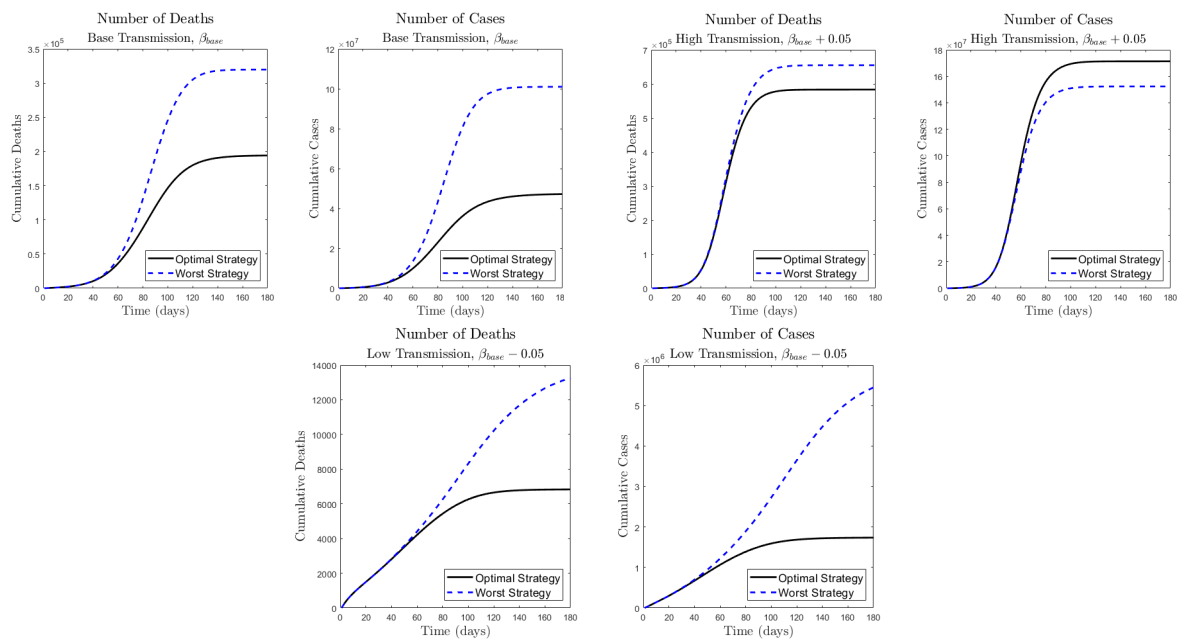 Number of Deaths
Base Transmission, β_base
×10^5
3.5
3
2.5
2
1.5
1
0.5
0
Cumulative Deaths
Optimal Strategy
Worst Strategy
0 20 40 60 80 100 120 140 160 180
Time (days)
Number of Cases
Base Transmission, β_base
×10^7
12
10
8
6
4
2
0
Cumulative Cases
Optimal Strategy
Worst Strategy
0 20 40 60 80 100 120 140 160 18
Time (days)
Number of Deaths
High Transmission, β_base + 0.05
×10^5
7
6
5
4
3
2
1
0
Cumulative Deaths
Optimal Strategy
Worst Strategy
0 20 40 60 80 100 120 140 160 180
Time (days)
Number of Cases
High Transmission, β_base + 0.05
×10^7
18
16
14
12
10
8
6
4
2
0
Cumulative Cases
Optimal Strategy
Worst Strategy
0 20 40 60 80 100 120 140 160 180
Time (days)
Number of Deaths
Low Transmission, β_base − 0.05
14000
12000
10000
8000
6000
4000
2000
0
Cumulative Deaths
Optimal Strategy
Worst Strategy
0 20 40 60 80 100 120 140 160 180
Time (days)
Number of Cases
Low Transmission, β_base − 0.05
×10^6
6
5
4
3
2
1
0
Cumulative Cases
Optimal Strategy
Worst Strategy
0 20 40 60 80 100 120 140 160 180
Time (days)